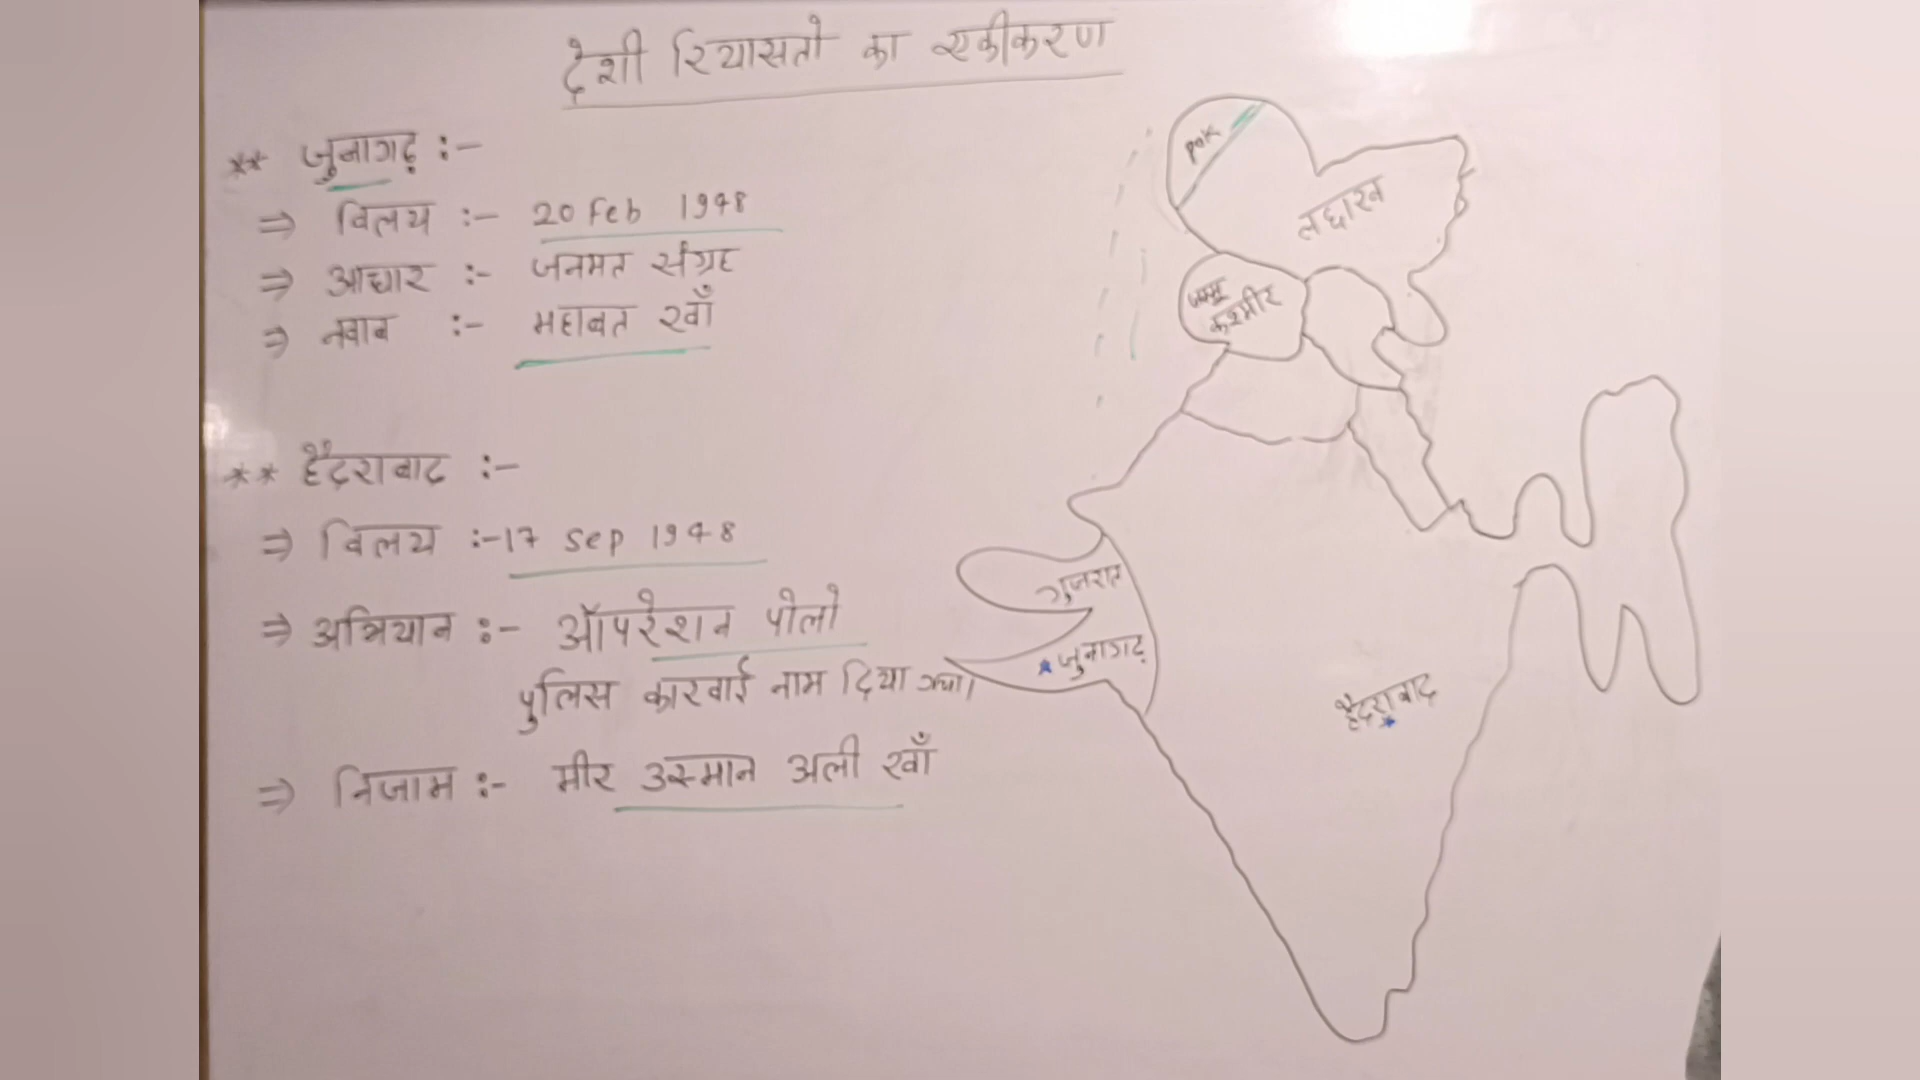 देशी रियासतो का एकीकरण
** जुनागढ़ :-
⇒ विलय :- 20 Feb 1948
⇒ आधार :- जनमत संग्रह
⇒ नवाब :- महाबत खाँ
** हैदराबाद :-
⇒ विलय :- 17 Sep 1948
⇒ अभियान :- ऑपरेशन पोलो
पुलिस कारवाई नाम दिया गया।
⇒ निजाम :- मीर उस्मान अली खाँ
POK
लद्दाख
जम्मू
कश्मीर
गुजरात
* जुनागढ़
हैदराबाद
*